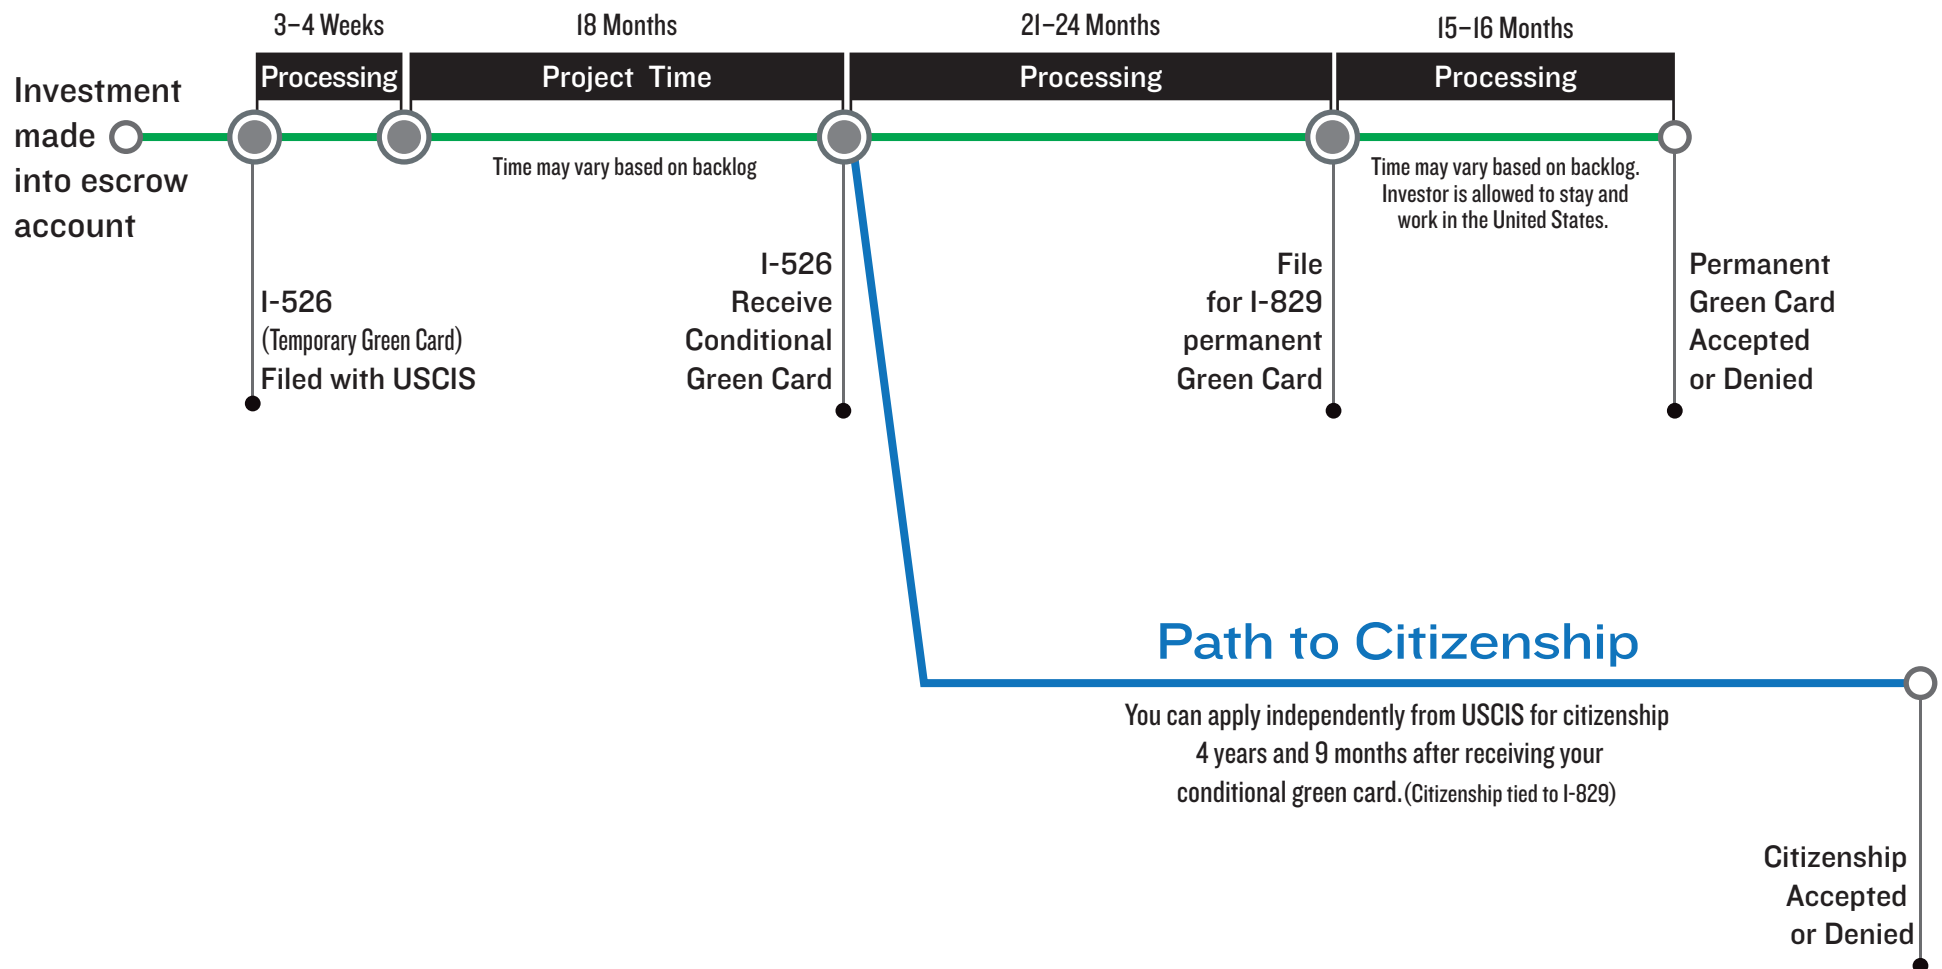 3–4 Weeks
18 Months
21–24 Months
15–16 Months
Processing
Project Time
Processing
Processing
Investment
made
into escrow
account
Time may vary based on backlog
Time may vary based on backlog.
Investor is allowed to stay and
work in the United States.
I-526
(Temporary Green Card)
Filed with USCIS
I-526
Receive
Conditional
Green Card
File
for I-829
permanent
Green Card
Permanent
Green Card
Accepted
or Denied
Path to Citizenship
You can apply independently from USCIS for citizenship
4 years and 9 months after receiving your
conditional green card.(Citizenship tied to I-829)
Citizenship
Accepted
or Denied